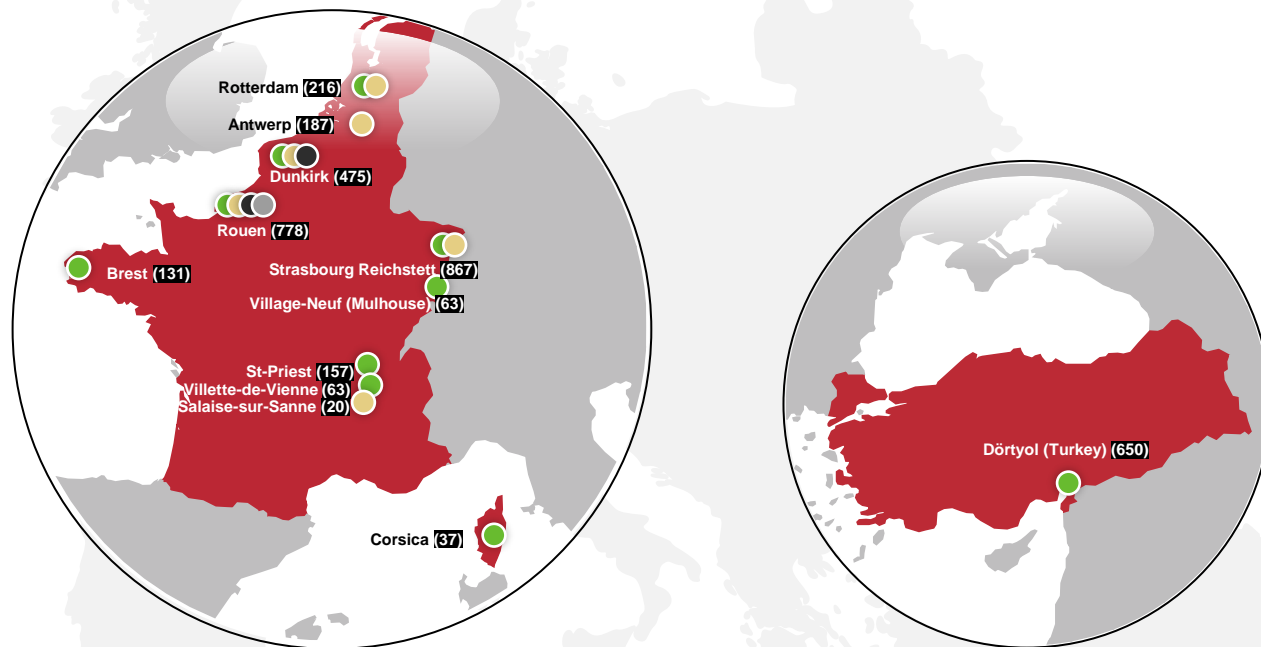 Rotterdam (216)
Antwerp (187)
Dunkirk (475)
Rouen (778)
Brest (131)
Strasbourg Reichstett (867)
Village-Neuf (Mulhouse) (63)
St-Priest (157)
Villette-de-Vienne (63)
Salaise-sur-Sanne (20)
Corsica (37)
Dörtyol (Turkey) (650)